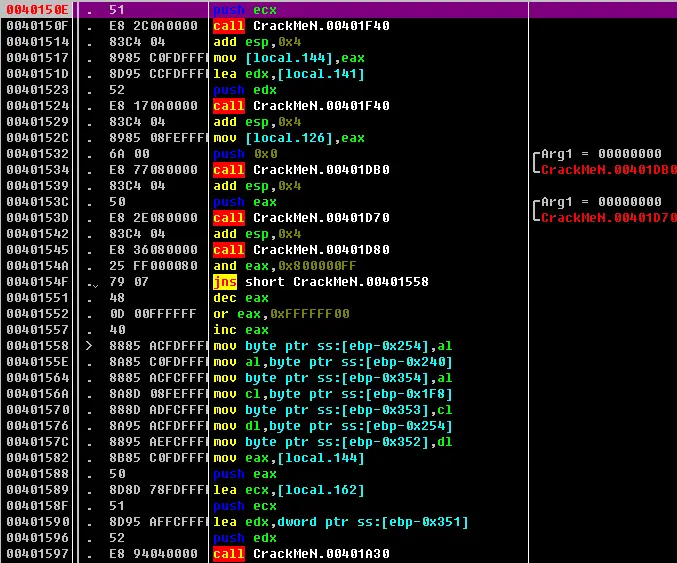 0040150E . 51 push ecx
0040150F . E8 2C0A0000 call CrackMeN.00401F40
00401514 . 83C4 04 add esp,0x4
00401517 . 8985 C0FDFFFF mov [local.144],eax
0040151D . 8D95 CCFDFFFF lea edx,[local.141]
00401523 . 52 push edx
00401524 . E8 170A0000 call CrackMeN.00401F40
00401529 . 83C4 04 add esp,0x4
0040152C . 8985 08FEFFFF mov [local.126],eax
00401532 . 6A 00 push 0x0 Arg1 = 00000000
00401534 . E8 77080000 call CrackMeN.00401DB0 CrackMeN.00401DB0
00401539 . 83C4 04 add esp,0x4
0040153C . 50 push eax Arg1 = 00000000
0040153D . E8 2E080000 call CrackMeN.00401D70 CrackMeN.00401D70
00401542 . 83C4 04 add esp,0x4
00401545 . E8 36080000 call CrackMeN.00401D80
0040154A . 25 FF000080 and eax,0x800000FF
0040154F . 79 07 jns short CrackMeN.00401558
00401551 . 48 dec eax
00401552 . 0D 00FFFFFF or eax,0xFFFFFF00
00401557 . 40 inc eax
00401558 > 8885 ACFDFFFF mov byte ptr ss:[ebp-0x254],al
0040155E . 8A85 C0FDFFFF mov al,byte ptr ss:[ebp-0x240]
00401564 . 8885 ACFCFFFF mov byte ptr ss:[ebp-0x354],al
0040156A . 8A8D 08FEFFFF mov cl,byte ptr ss:[ebp-0x1F8]
00401570 . 888D ADFCFFFF mov byte ptr ss:[ebp-0x353],cl
00401576 . 8A95 ACFDFFFF mov dl,byte ptr ss:[ebp-0x254]
0040157C . 8895 AEFCFFFF mov byte ptr ss:[ebp-0x352],dl
00401582 . 8B85 C0FDFFFF mov eax,[local.144]
00401588 . 50 push eax
00401589 . 8D8D 78FDFFFF lea ecx,[local.162]
0040158F . 51 push ecx
00401590 . 8D95 AFFCFFFF lea edx,dword ptr ss:[ebp-0x351]
00401596 . 52 push edx
00401597 . E8 94040000 call CrackMeN.00401A30